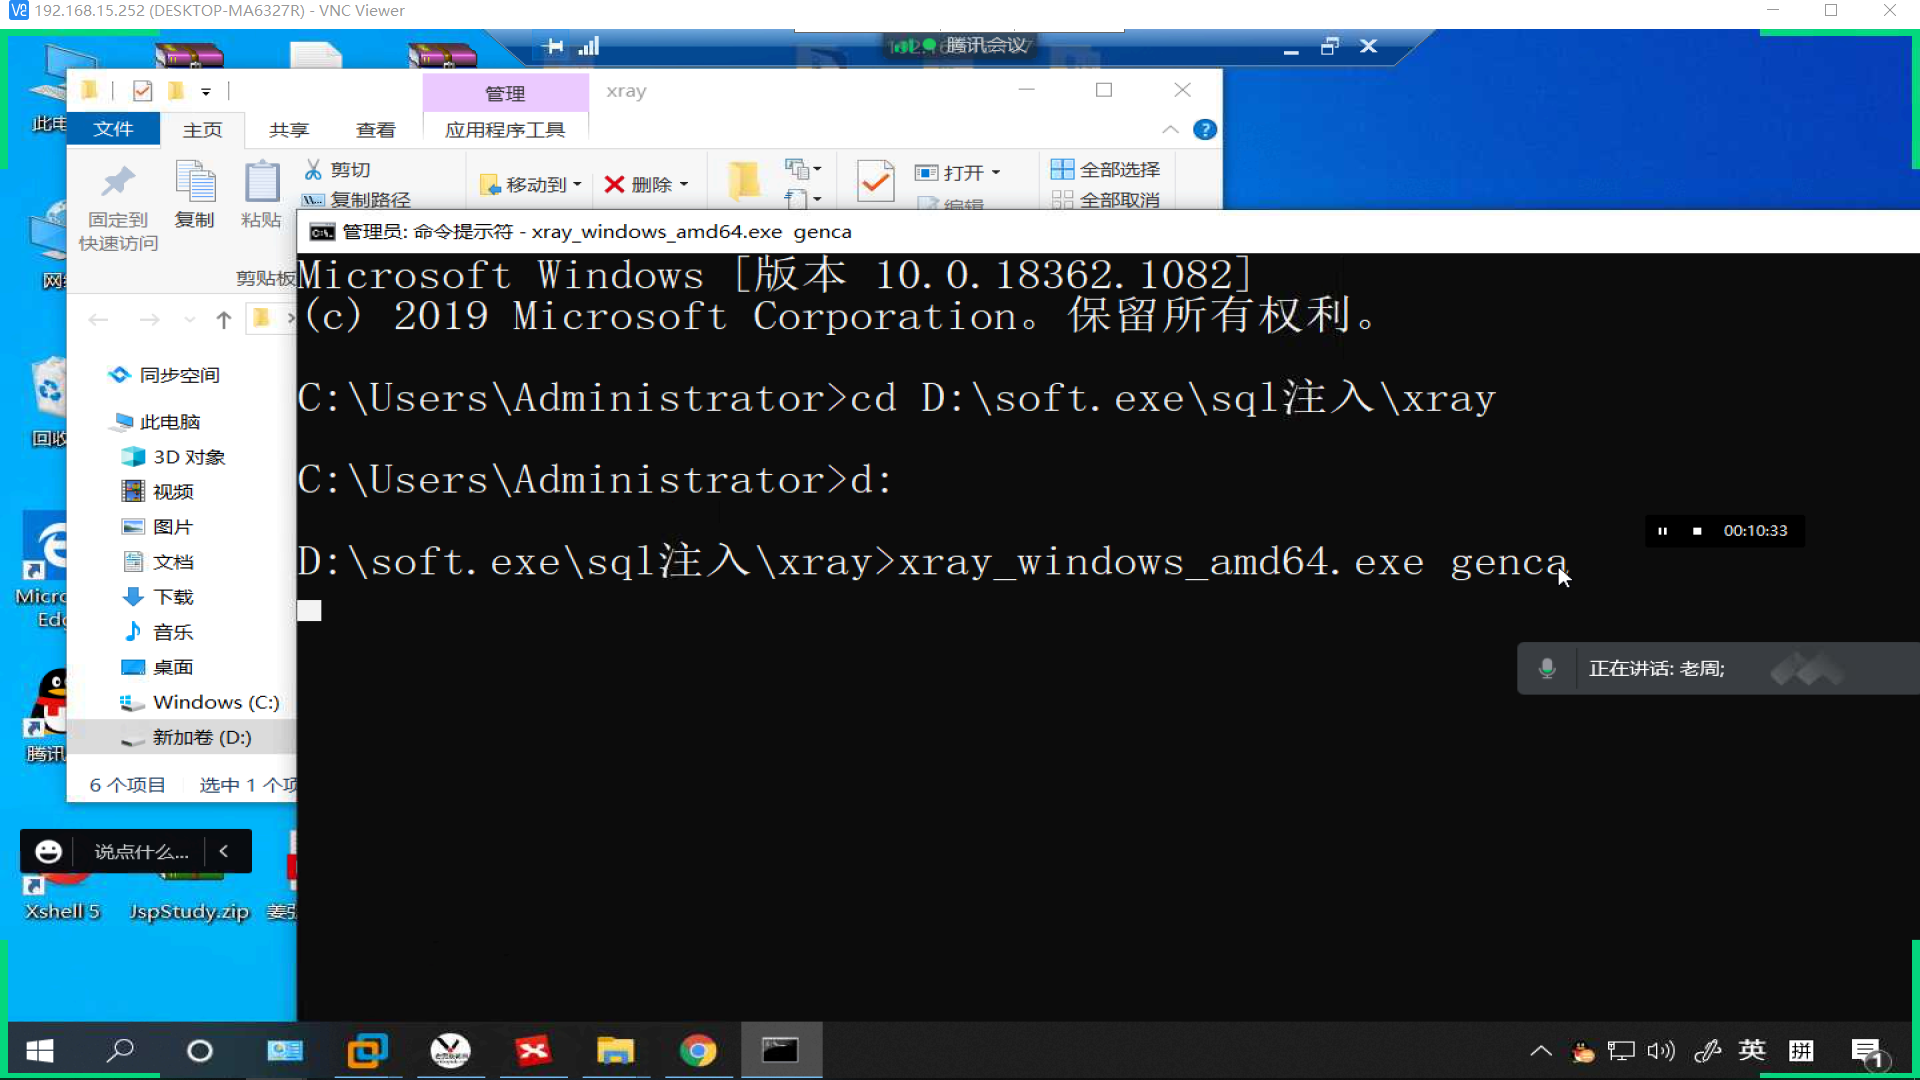 192.168.15.252 (DESKTOP-MA6327R) - VNC Viewer
腾讯会议
管理
xray
文件
主页
共享
查看
应用程序工具
剪切
复制路径
移动到
删除
打开
编辑
全部选择
全部取消
固定到
快速访问
复制
粘贴
剪贴板
管理员: 命令提示符 - xray_windows_amd64.exe genca
Microsoft Windows [版本 10.0.18362.1082]
(c) 2019 Microsoft Corporation。保留所有权利。
C:\Users\Administrator>cd D:\soft.exe\sql注入\xray
C:\Users\Administrator>d:
D:\soft.exe\sql注入\xray>xray_windows_amd64.exe genca
00:10:33
正在讲话: 老周;
同步空间
此电脑
3D 对象
视频
图片
文档
下载
音乐
桌面
Windows (C:)
新加卷 (D:)
6 个项目
选中 1 个项
此电
网络
回收
Micro
Edg
腾讯
说点什么...
Xshell 5
JspStudy.zip
英
拼
1